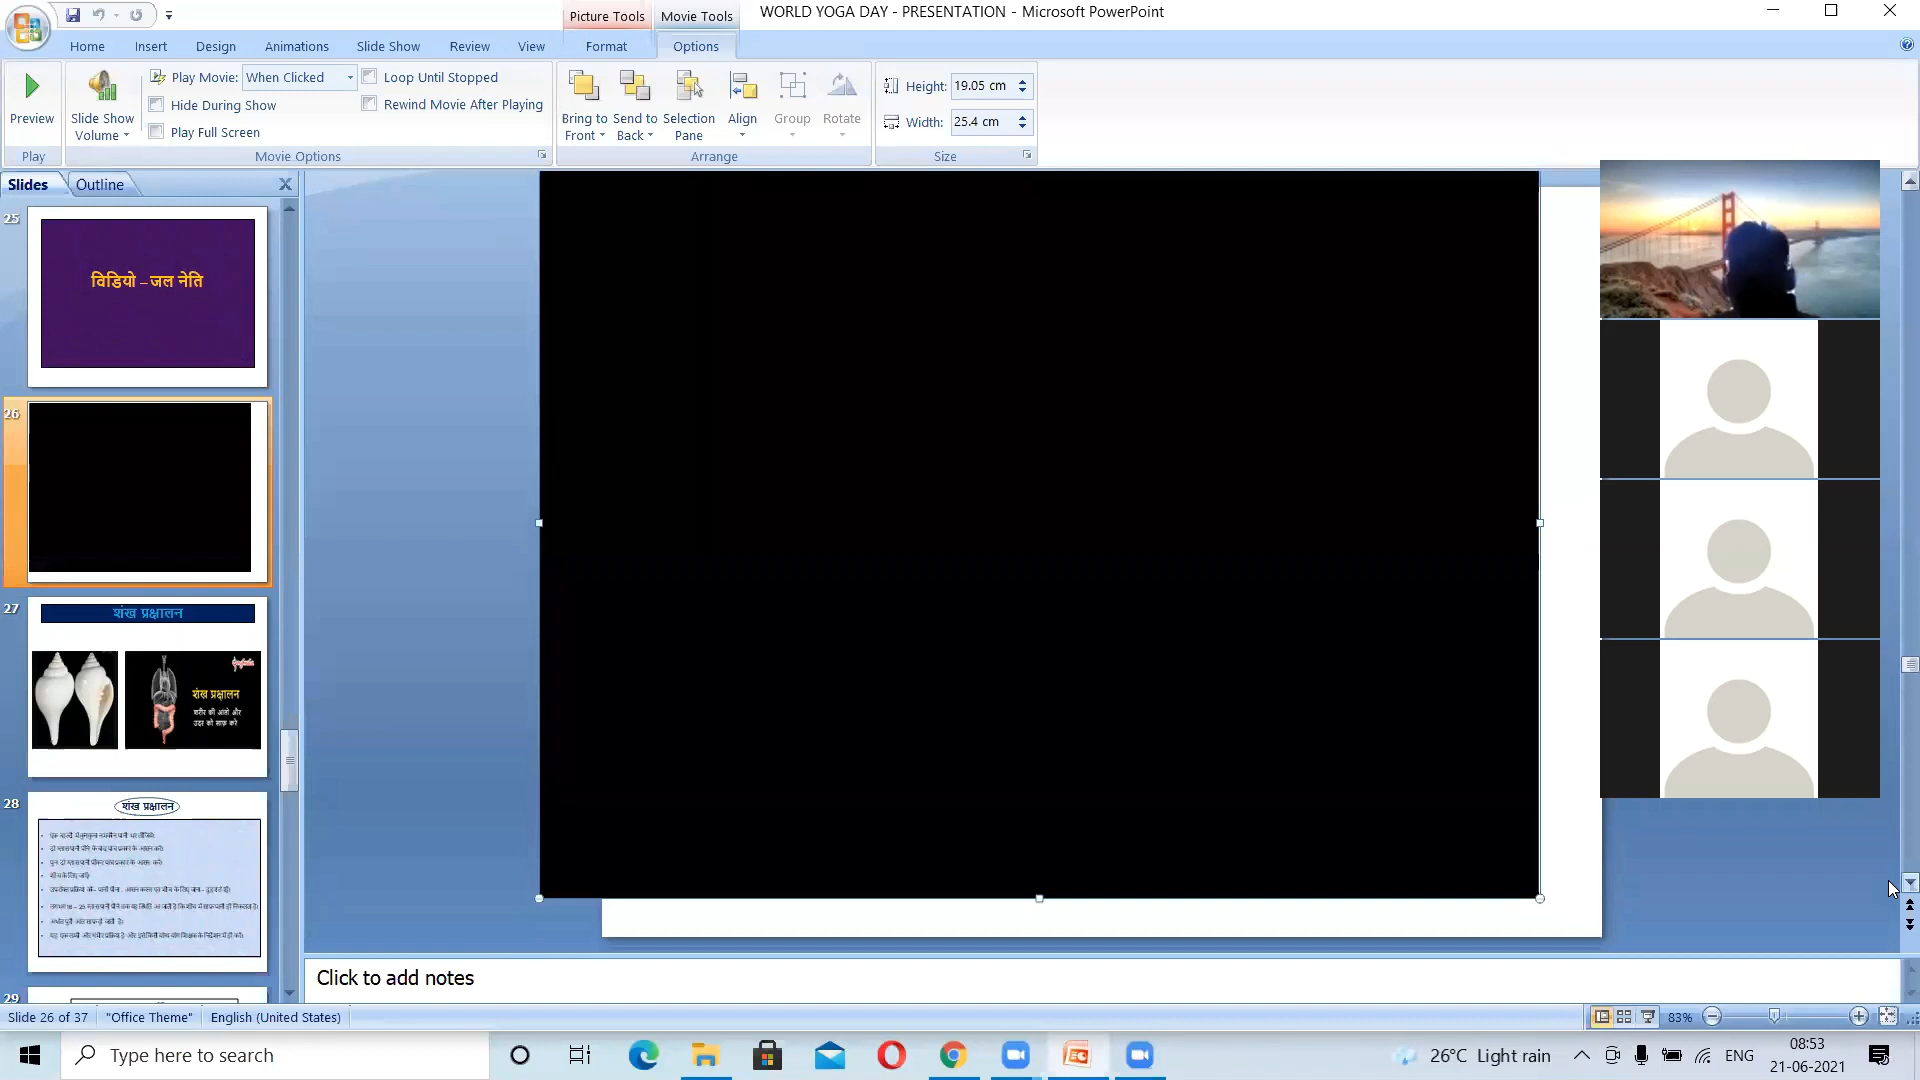 Picture Tools
Movie Tools
WORLD YOGA DAY - PRESENTATION - Microsoft PowerPoint
Home
Insert
Design
Animations
Slide Show
Review
View
Format
Options
Preview
Slide Show Volume
Play Movie:
When Clicked
Hide During Show
Play Full Screen
Loop Until Stopped
Rewind Movie After Playing
Bring to Front
Send to Back
Selection Pane
Align
Group
Rotate
Height:
19.05 cm
Width:
25.4 cm
Play
Movie Options
Arrange
Size
Slides
Outline
25
विडियो – जल नेति
26
27
शंख प्रक्षालन
शंख प्रक्षालन
शरीर की आंतो और
उदर को साफ़ करे
28
शंख प्रक्षालन
29
Click to add notes
Slide 26 of 37
"Office Theme"
English (United States)
83%
Type here to search
26°C Light rain
ENG
08:53
21-06-2021